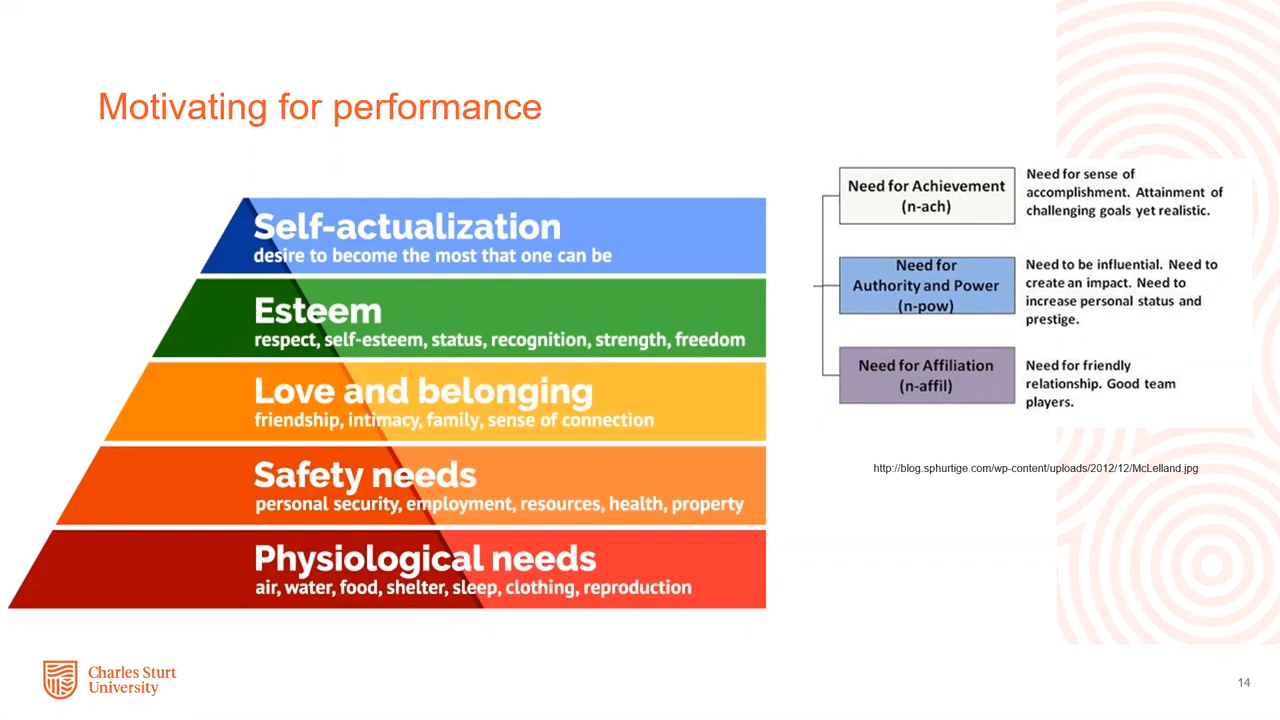 Motivating for performance
Self-actualization
desire to become the most that one can be
Esteem
respect, self-esteem, status, recognition, strength, freedom
Love and belonging
friendship, intimacy, family, sense of connection
Safety needs
personal security, employment, resources, health, property
Physiological needs
air, water, food, shelter, sleep, clothing, reproduction
Need for Achievement
(n-ach)
Need for sense of
accomplishment. Attainment of
challenging goals yet realistic.
Need for
Authority and Power
(n-pow)
Need to be influential. Need to
create an impact. Need to
increase personal status and
prestige.
Need for Affiliation
(n-affil)
Need for friendly
relationship. Good team
players.
http://blog.sphurtige.com/wp-content/uploads/2012/12/McLelland.jpg
Charles Sturt
University
14